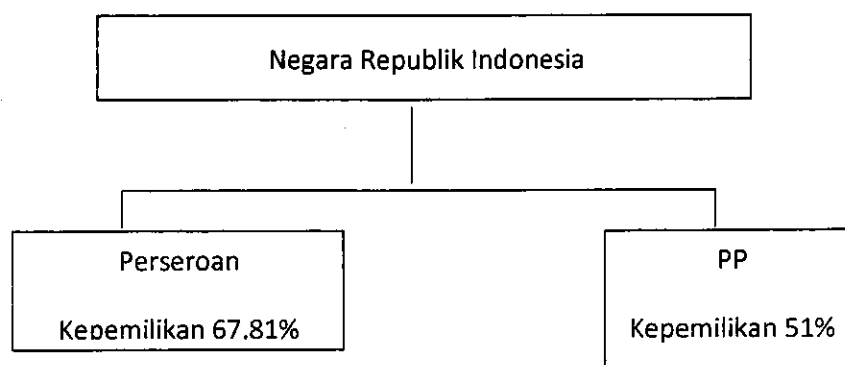 Negara Republik Indonesia
Perseroan
Kepemilikan 67.81%
PP
Kepemilikan 51%